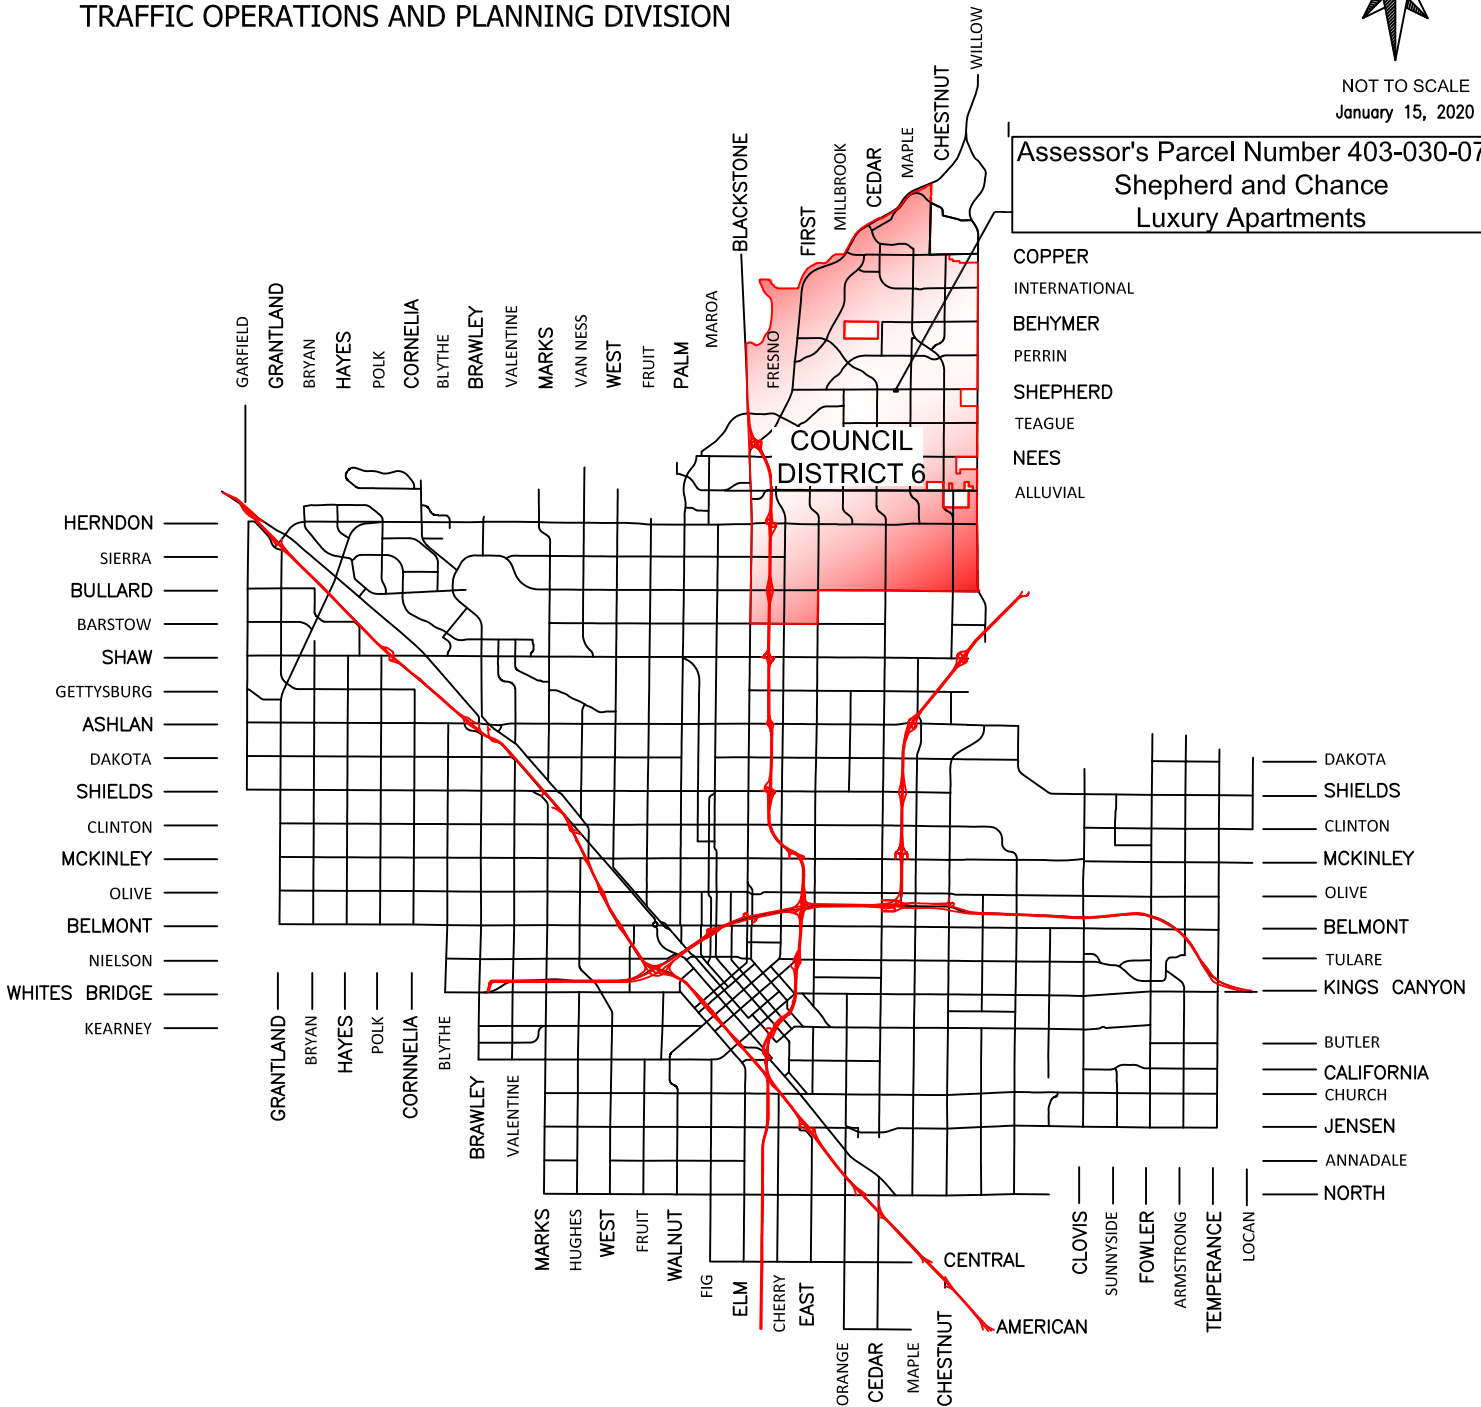 TRAFFIC OPERATIONS AND PLANNING DIVISION
NOT TO SCALE
January 15, 2020
Assessor's Parcel Number 403-030-07
Shepherd and Chance
Luxury Apartments
GARFIELD
GRANTLAND
BRYAN
HAYES
POLK
CORNELIA
BLYTHE
BRAWLEY
VALENTINE
MARKS
VAN NESS
WEST
FRUIT
PALM
MAROA
BLACKSTONE
FRESNO
FIRST
MILLBROOK
CEDAR
MAPLE
CHESTNUT
WILLOW
COPPER
INTERNATIONAL
BEHYMER
PERRIN
SHEPHERD
TEAGUE
NEES
ALLUVIAL
COUNCIL
DISTRICT 6
HERNDON
SIERRA
BULLARD
BARSTOW
SHAW
GETTYSBURG
ASHLAN
DAKOTA
SHIELDS
CLINTON
MCKINLEY
OLIVE
BELMONT
NIELSON
WHITES BRIDGE
KEARNEY
DAKOTA
SHIELDS
CLINTON
MCKINLEY
OLIVE
BELMONT
TULARE
KINGS CANYON
BUTLER
CALIFORNIA
CHURCH
JENSEN
ANNADALE
NORTH
GRANTLAND
BRYAN
HAYES
POLK
CORNNELIA
BLYTHE
BRAWLEY
VALENTINE
MARKS
HUGHES
WEST
FRUIT
WALNUT
FIG
ELM
CHERRY
EAST
ORANGE
CEDAR
MAPLE
CHESTNUT
CENTRAL
AMERICAN
CLOVIS
SUNNYSIDE
FOWLER
ARMSTRONG
TEMPERANCE
LOCAN